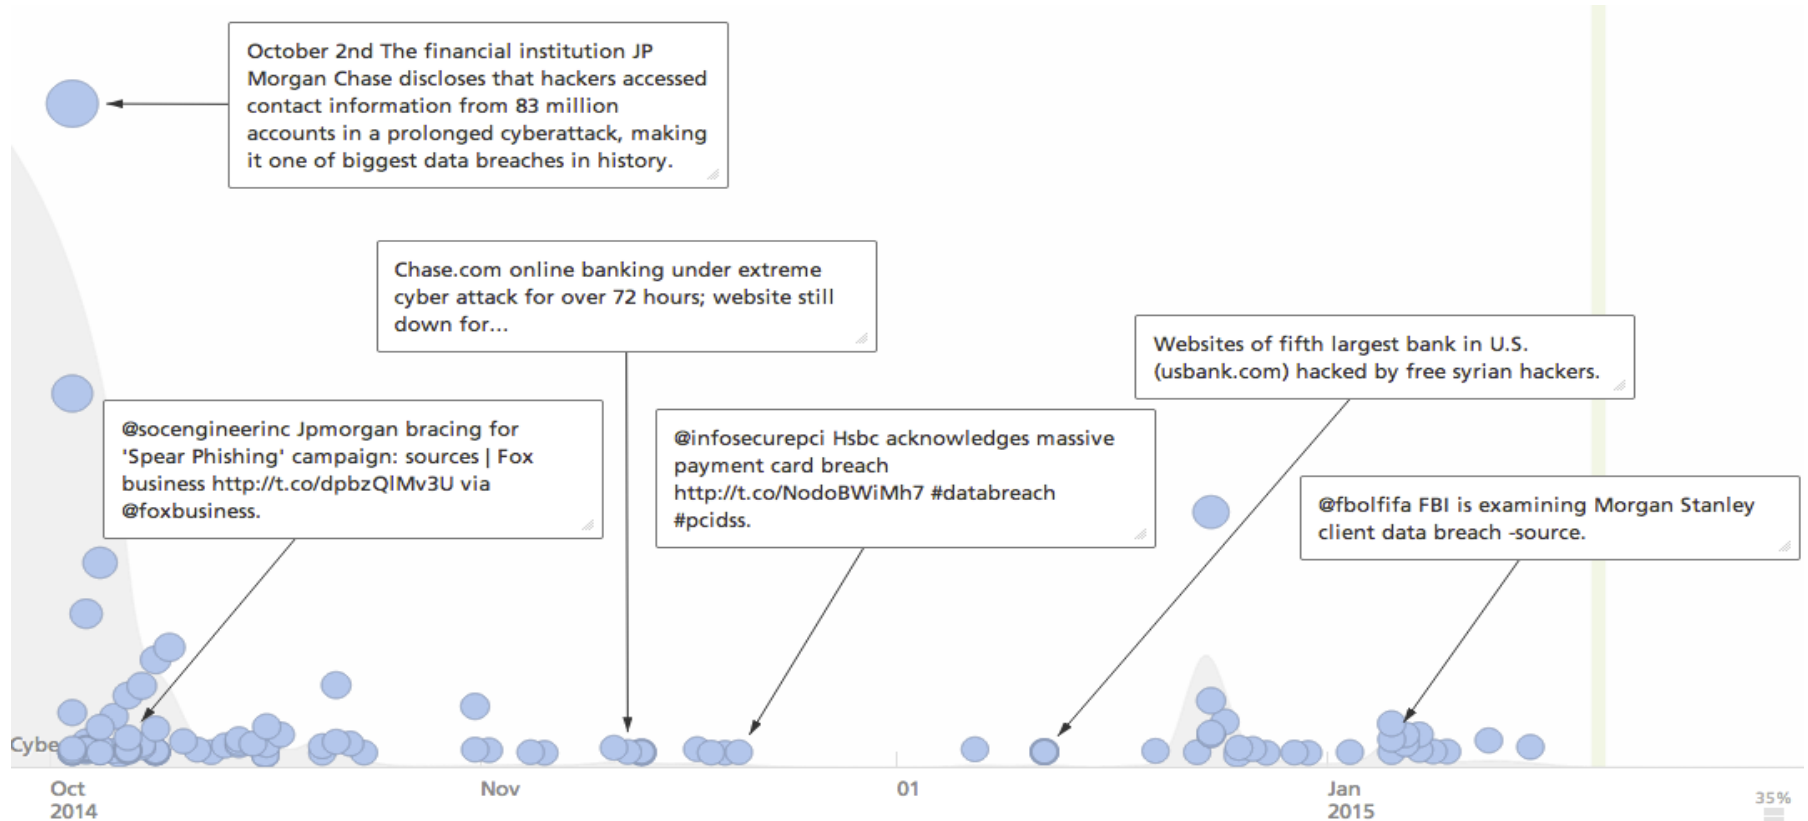 October 2nd The financial institution JP
Morgan Chase discloses that hackers accessed
contact information from 83 million
accounts in a prolonged cyberattack, making
it one of biggest data breaches in history.
Chase.com online banking under extreme
cyber attack for over 72 hours; website still
down for...
Websites of fifth largest bank in U.S.
(usbank.com) hacked by free syrian hackers.
@socengineerinc Jpmorgan bracing for
'Spear Phishing' campaign: sources | Fox
business http://t.co/dpbzQlMv3U via
@foxbusiness.
@infosecurepci Hsbc acknowledges massive
payment card breach
http://t.co/NodoBWiMh7 #databreach
#pcidss.
@fbolfifa FBI is examining Morgan Stanley
client data breach -source.
Cybe
Oct
2014
Nov
01
Jan
2015
35%